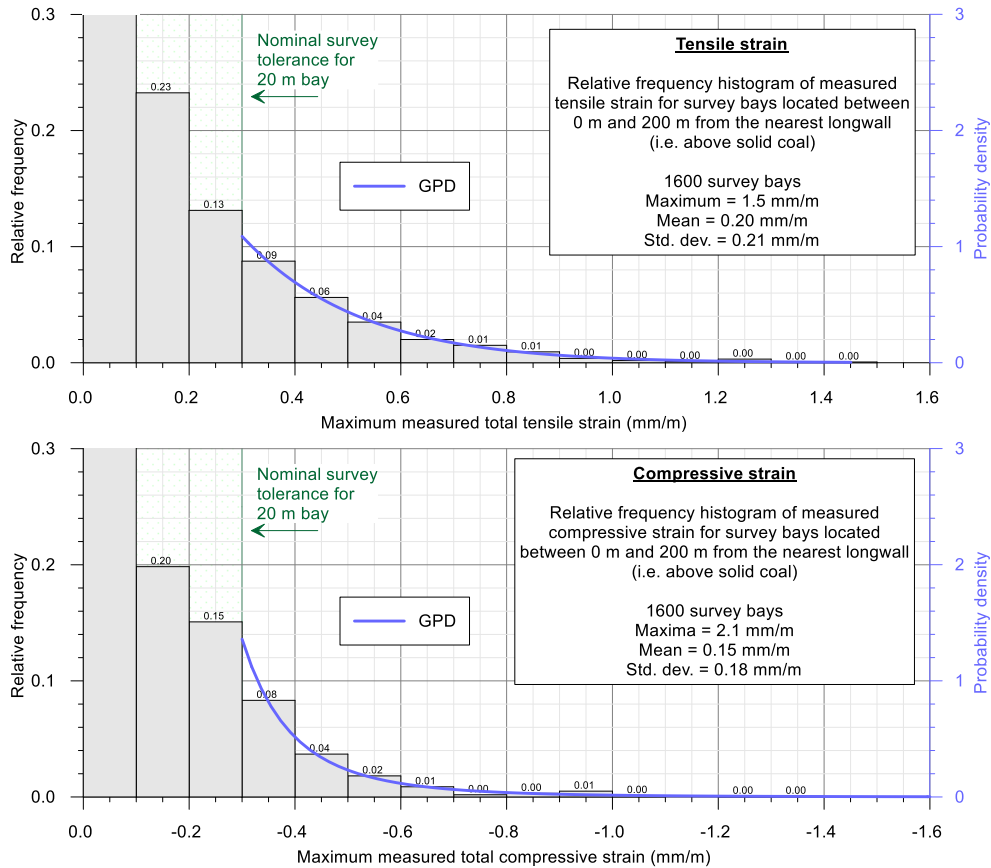 0.3
0.2
0.1
0.0
Relative frequency
3
2
1
0
Probability density
0.23
0.13
0.09
0.06
0.04
0.02
0.01
0.01
0.00
0.00
0.00
0.00
0.00
0.00
Nominal survey
tolerance for
20 m bay
GPD
Tensile strain
Relative frequency histogram of measured
tensile strain for survey bays located between
0 m and 200 m from the nearest longwall
(i.e. above solid coal)
1600 survey bays
Maximum = 1.5 mm/m
Mean = 0.20 mm/m
Std. dev. = 0.21 mm/m
0.0 0.2 0.4 0.6 0.8 1.0 1.2 1.4 1.6
Maximum measured total tensile strain (mm/m)
0.3
0.2
0.1
0.0
Relative frequency
3
2
1
0
Probability density
0.20
0.15
0.08
0.04
0.02
0.01
0.00
0.00
0.01
0.00
0.00
0.00
Nominal survey
tolerance for
20 m bay
GPD
Compressive strain
Relative frequency histogram of measured
compressive strain for survey bays located
between 0 m and 200 m from the nearest longwall
(i.e. above solid coal)
1600 survey bays
Maxima = 2.1 mm/m
Mean = 0.15 mm/m
Std. dev. = 0.18 mm/m
0.0 -0.2 -0.4 -0.6 -0.8 -1.0 -1.2 -1.4 -1.6
Maximum measured total compressive strain (mm/m)